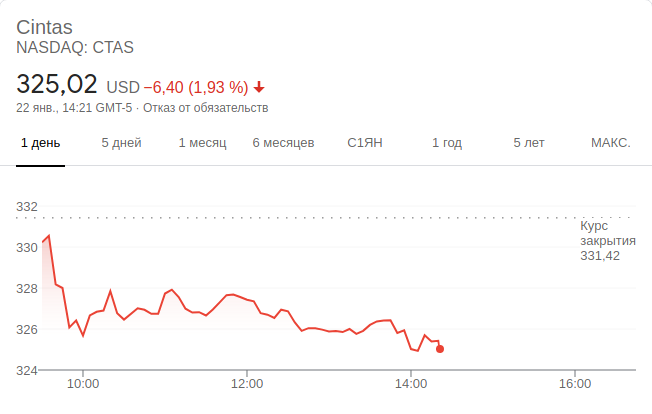 Cintas
NASDAQ: CTAS
325,02 USD −6,40 (1,93 %)
22 янв., 14:21 GMT-5 · Отказ от обязательств
1 день 5 дней 1 месяц 6 месяцев С1ЯН 1 год 5 лет МАКС.
332
Курс
закрытия
331,42
330
328
326
324
10:00 12:00 14:00 16:00